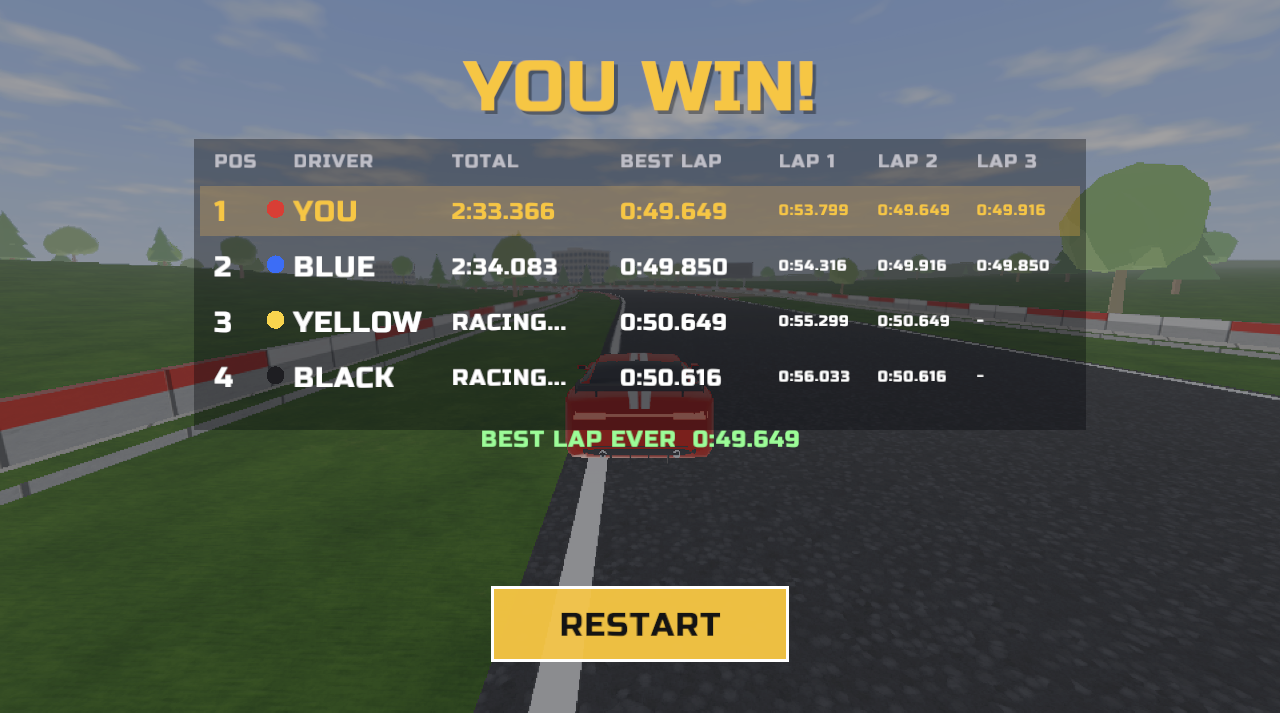 YOU WIN!
POS DRIVER TOTAL BEST LAP LAP 1 LAP 2 LAP 3
1 YOU 2:33.366 0:49.649 0:53.799 0:49.649 0:49.916
2 BLUE 2:34.083 0:49.850 0:54.316 0:49.916 0:49.850
3 YELLOW RACING... 0:50.649 0:55.299 0:50.649 -
4 BLACK RACING... 0:50.616 0:56.033 0:50.616 -
BEST LAP EVER 0:49.649
RESTART